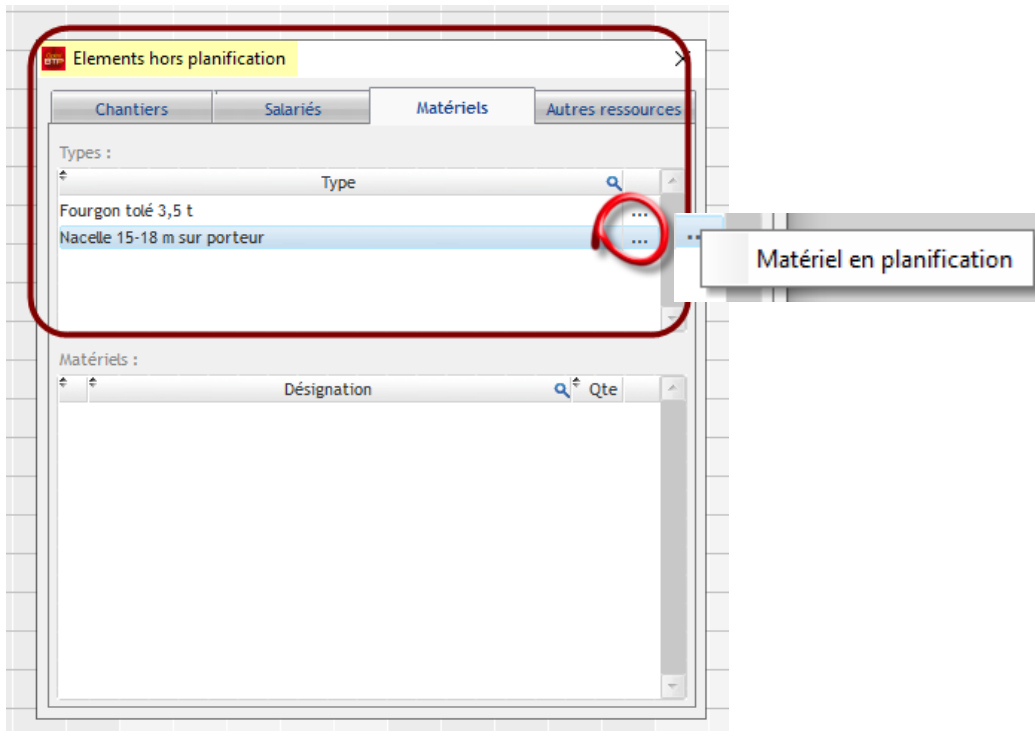 Elements hors planification
Chantiers Salariés Matériels Autres ressources
Types :
Type
Fourgon tolé 3,5 t ...
Nacelle 15-18 m sur porteur ...
Matériel en planification
Matériels :
Désignation Qte